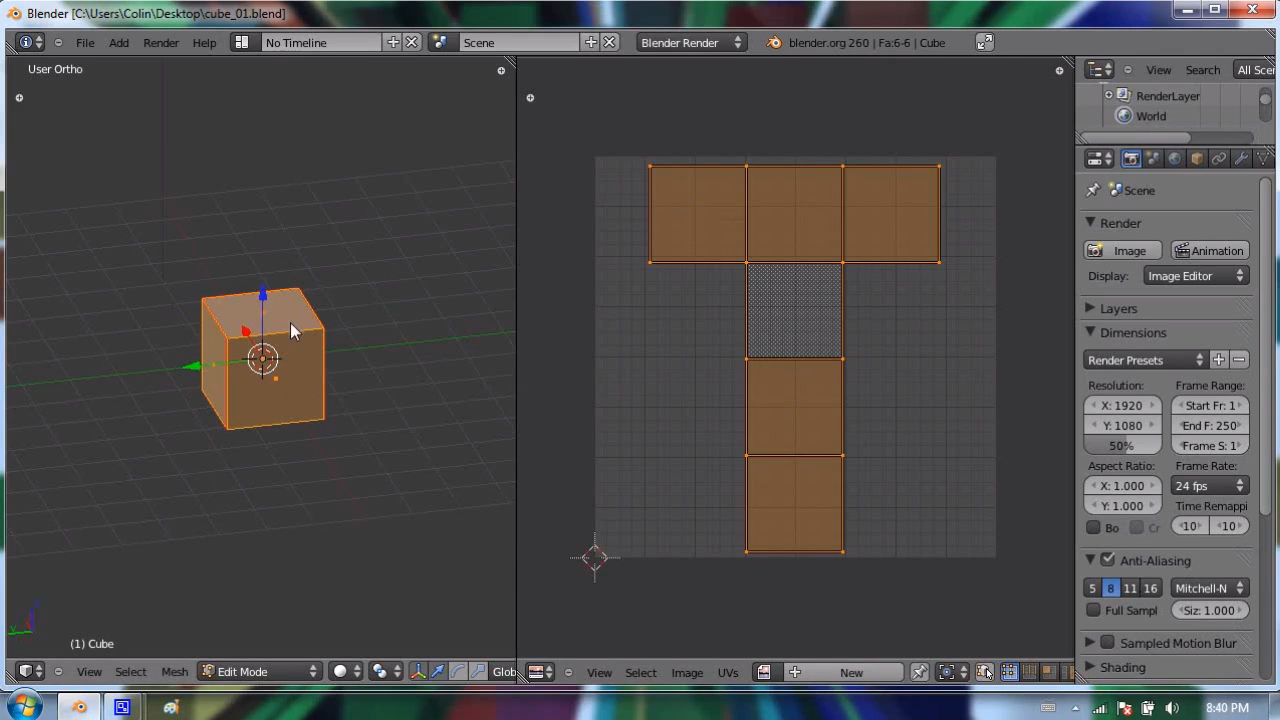 Blender [C:\Users\Colin\Desktop\cube_01.blend]
File Add Render Help No Timeline Scene Blender Render blender.org 260 | Fa:6-6 | Cube
User Ortho
View Search All Sce
RenderLayer
World
Scene
Render
Image Animation
Display: Image Editor
Layers
Dimensions
Render Presets
Resolution: Frame Range:
X: 1920 Start Fr: 1
Y: 1080 End F: 250
50% Frame S: 1
Aspect Ratio: Frame Rate:
X: 1.000 24 fps
Y: 1.000 Time Remappi
Bo Cr 10 10
Anti-Aliasing
5 8 11 16 Mitchell-N
Full Sampl Siz: 1.000
Sampled Motion Blur
Shading
z
y
(1) Cube
View Select Mesh Edit Mode Glob
View Select Image UVs New
8:40 PM